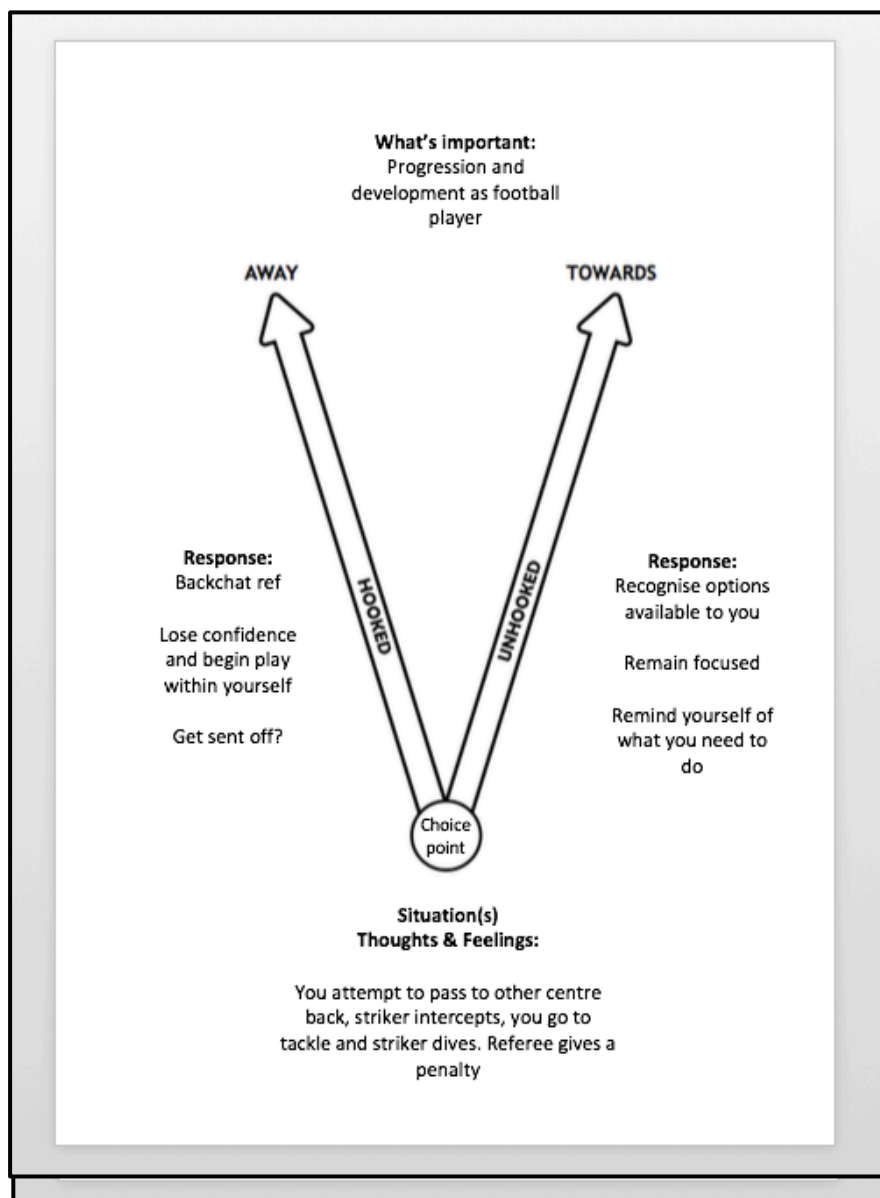 What's important:
Progression and
development as football
player
AWAY
TOWARDS
Response:
Backchat ref
Lose confidence
and begin play
within yourself
Get sent off?
HOOKED
UNHOOKED
Response:
Recognise options
available to you
Remain focused
Remind yourself of
what you need to
do
Choice
point
Situation(s)
Thoughts & Feelings:
You attempt to pass to other centre
back, striker intercepts, you go to
tackle and striker dives. Referee gives a
penalty